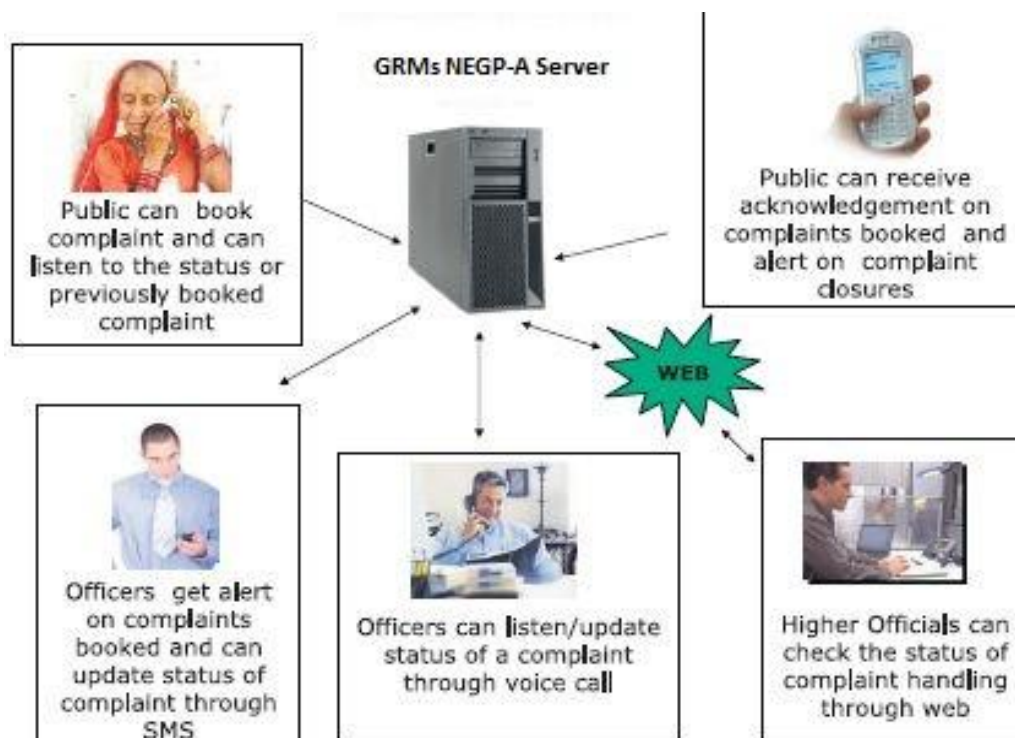 GRMs NEGP-A Server
Public can book
complaint and can
listen to the status or
previously booked
complaint
Public can receive
acknowledgement on
complaints booked and
alert on complaint
closures
WEB
Officers get alert
on complaints
booked and can
update status of
complaint through
SMS
Officers can listen/update
status of a complaint
through voice call
Higher Officials can
check the status of
complaint handling
through web